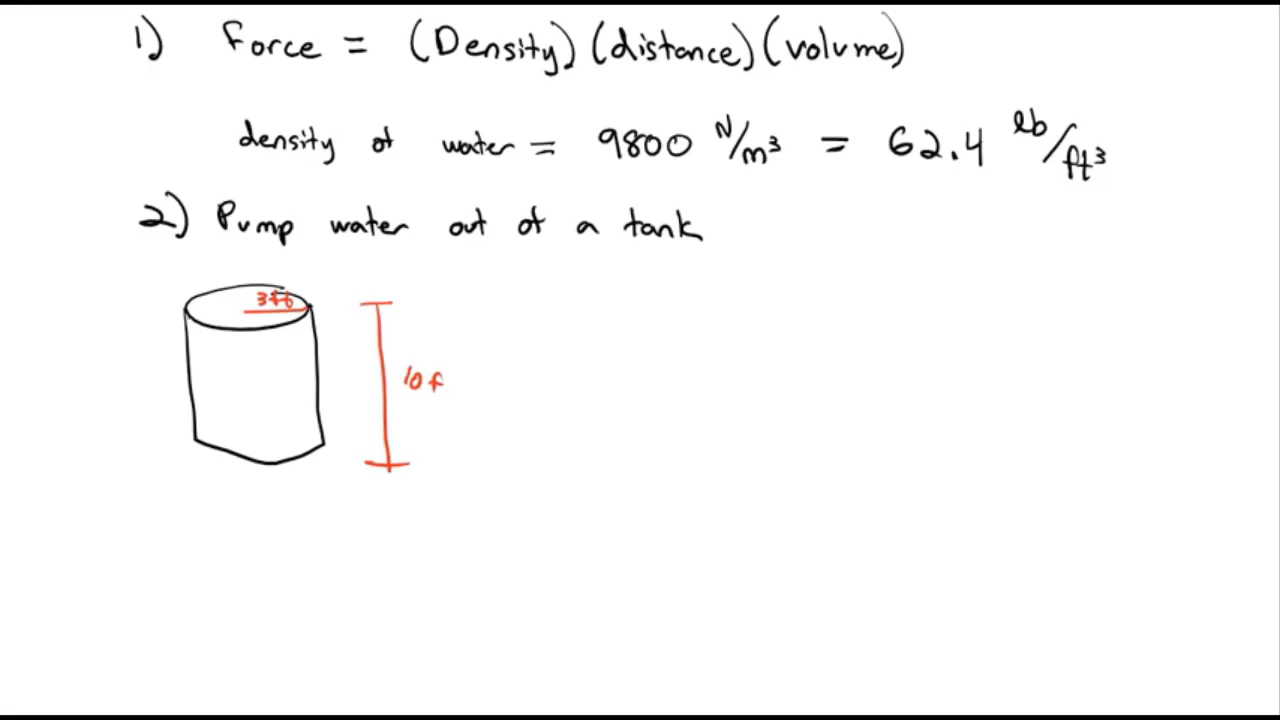 1) Force = (Density)(distance)(volume)
density of water = 9800 N/m³ = 62.4 lb/ft³
2) Pump water out of a tank
3ft
10 f